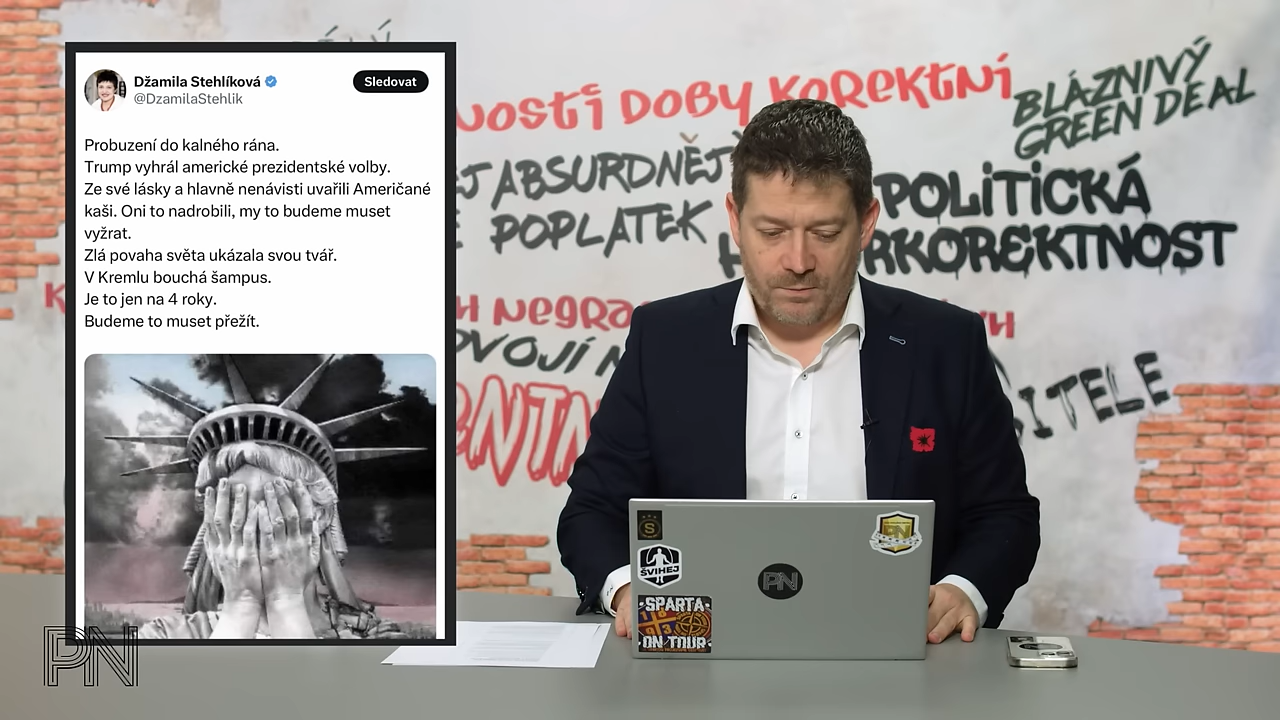 Džamila Stehlíková
@DzamilaStehlik
Sledovat
Probuzení do kalného rána.
Trump vyhrál americké prezidentské volby.
Ze své lásky a hlavně nenávisti uvařili Američané
kaši. Oni to nadrobili, my to budeme muset
vyžrat.
Zlá povaha světa ukázala svou tvář.
V Kremlu bouchá šampus.
Je to jen na 4 roky.
Budeme to muset přežít.
DOBY KOREKTNÍ
BLÁZNIVÝ
GREEN DEAL
POPLATEK
POLITICKÁ
S
ŠVIHEJ
SPARTA
ON TOUR
PN
PN
PN